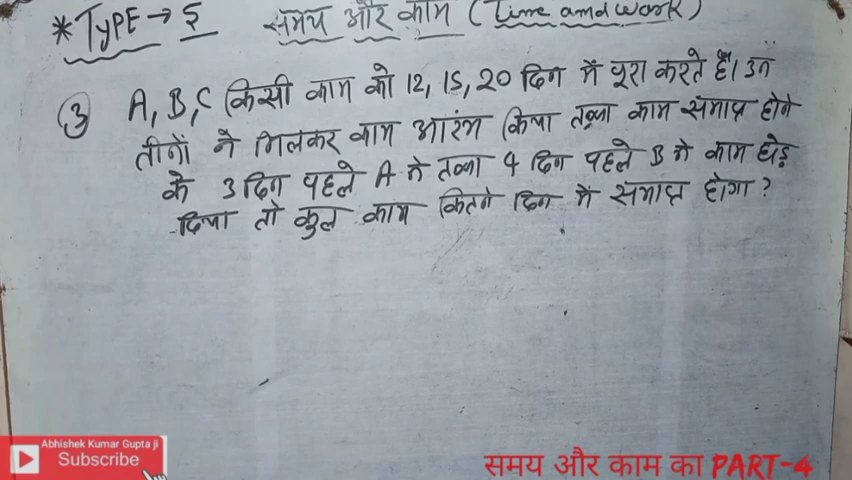 * TYPE → 5 समय और काम (Time and work)
③ A, B, C किसी काम को 12, 15, 20 दिन में पूरा करते हैं। उन
तीनों ने मिलकर काम आरंभ किया तथा काम समाप्त होने
के 3 दिन पहले A ने तथा 4 दिन पहले B ने काम छोड़
दिया तो कुल काम कितने दिन में समाप्त होगा ?
Abhishek Kumar Gupta ji
Subscribe
समय और काम का PART-4